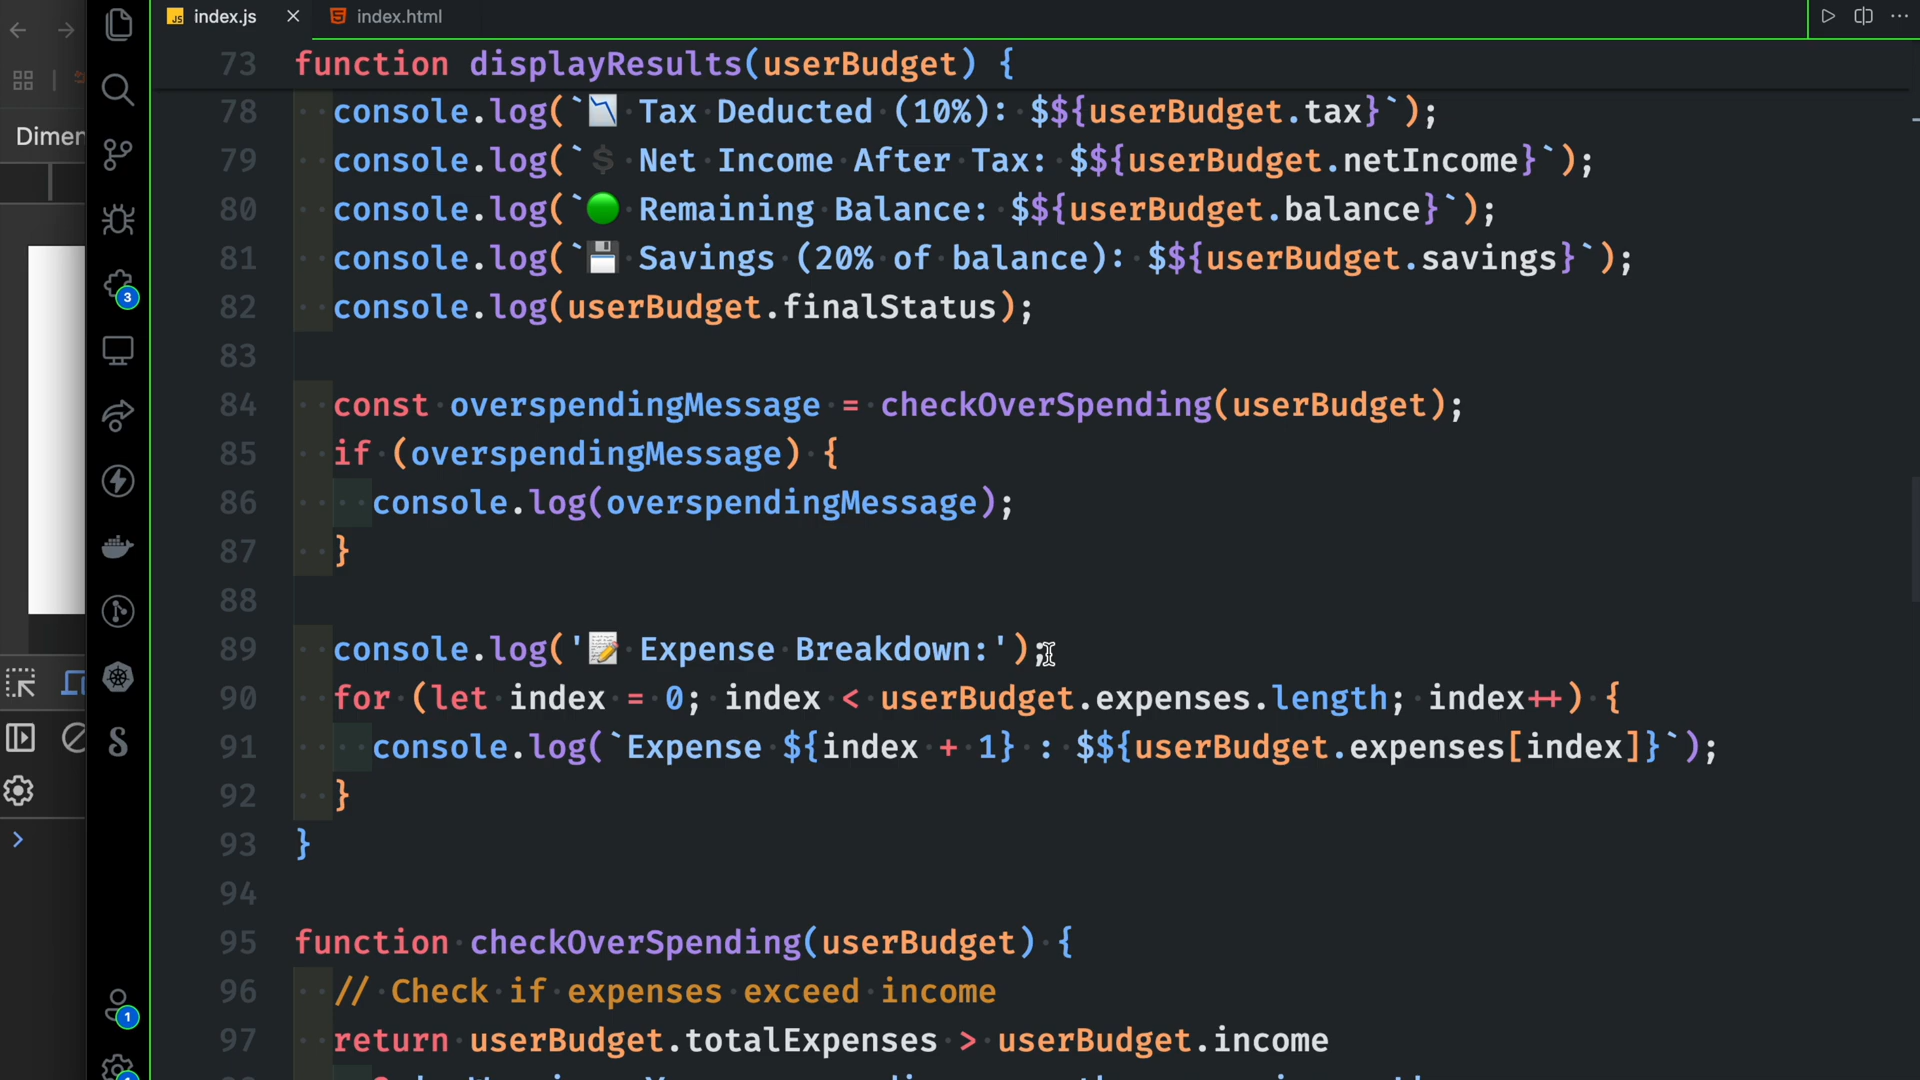 index.js
index.html
Dimen
73 function displayResults(userBudget) {
78 console.log(`📉 Tax Deducted (10%): $${userBudget.tax}`);
79 console.log(`💲 Net Income After Tax: $${userBudget.netIncome}`);
80 console.log(`🟢 Remaining Balance: $${userBudget.balance}`);
81 console.log(`💾 Savings (20% of balance): $${userBudget.savings}`);
82 console.log(userBudget.finalStatus);
83
84 const overspendingMessage = checkOverSpending(userBudget);
85 if (overspendingMessage) {
86 console.log(overspendingMessage);
87 }
88
89 console.log('📝 Expense Breakdown:');
90 for (let index = 0; index < userBudget.expenses.length; index++) {
91 console.log(`Expense ${index + 1} : $${userBudget.expenses[index]}`);
92 }
93 }
94
95 function checkOverSpending(userBudget) {
96 // Check if expenses exceed income
97 return userBudget.totalExpenses > userBudget.income
3
1